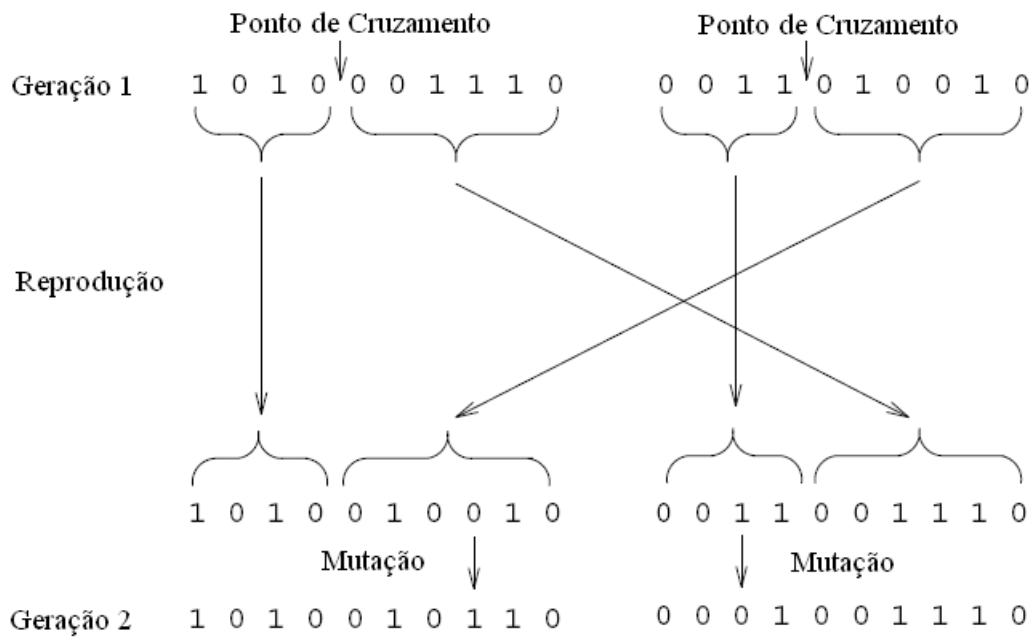 Ponto de Cruzamento Ponto de Cruzamento
Geração 1 1 0 1 0 0 0 1 1 1 0 0 0 1 1 0 1 0 0 1 0
Reprodução
1 0 1 0 0 1 0 0 1 0 0 0 1 1 0 0 1 1 1 0
Mutação Mutação
Geração 2 1 0 1 0 0 1 0 1 1 0 0 0 0 1 0 0 1 1 1 0